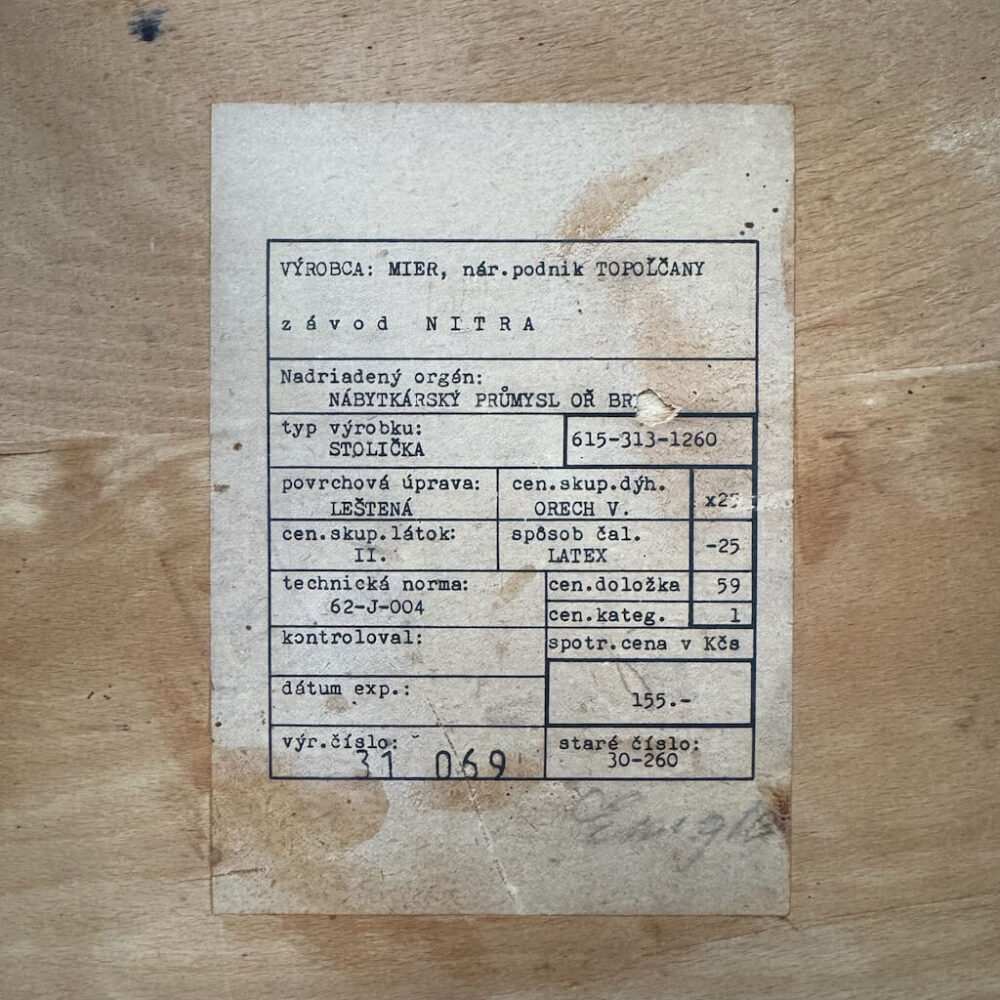 VÝROBCA: MIER, nár.podnik TOPOĽČANY
závod NITRA
Nadriadený orgén:
NÁBYTKÁRSKÝ PRŮMYSL OŘ
typ výrobku:
STOLIČKA
615-313-1260
povrchová úprava:
LEŠTENÁ
cen.skup.dýh.
ORECH V.
cen.skup.látok:
II.
spôsob čal.
LATEX
-25
technická norma:
62-J-004
cen.doložka 59
cen.kateg. 1
kontroloval:
spotr.cena v Kčs
dátum exp.:
155.-
výr.číslo:
31 069
staré číslo:
30-260